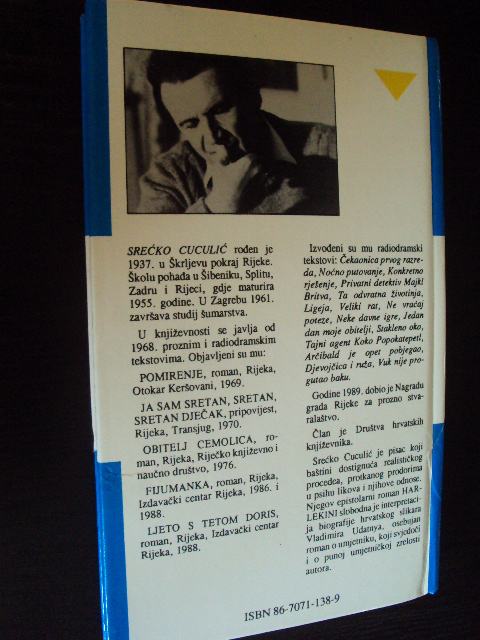 SREĆKO CUCULIĆ rođen je
1937. u Škrljevu pokraj Rijeke.
Školu pohađa u Šibeniku, Splitu,
Zadru i Rijeci, gdje maturira
1955. godine. U Zagrebu 1961.
završava studij šumarstva.
U književnosti se javlja od
1968. proznim i radiodramskim
tekstovima. Objavljeni su mu:
POMIRENJE, roman, Rijeka,
Otokar Keršovani, 1969.
JA SAM SRETAN, SRETAN,
SRETAN DJEČAK, pripovijest,
Rijeka, Transjug, 1970.
OBITELJ CEMOLICA, ro-
man, Rijeka, Riječko književno i
naučno društvo, 1976.
FIJUMANKA, roman, Rijeka,
Izdavački centar Rijeka, 1986. i
1988.
LJETO S TETOM DORIS,
roman, Rijeka, Izdavački centar
Rijeka, 1988.
Izvođeni su mu radiodramski
tekstovi: Čekaonica prvog razre-
da, Noćno putovanje, Konkretno
rješenje, Privatni detektiv Majkl
Britva, Ta odvratna životinja,
Ligeja, Veliki rat, Ne vraćaj
poteze, Neke davne igre, Jedan
dan moje obitelji, Stakleno oko,
Tajni agent Koko Popokatepetl,
Arčibald je opet pobjegao,
Djevojčica i ruža, Vuk nije pro-
gutao baku.
Godine 1989. dobio je Nagradu
grada Rijeke za prozno stva-
ralaštvo.
Član je Društva hrvatskih
književnika.
Srećko Cuculić je pisac koji
baštini dostignuća realističkog
procedea, protkanog prodorima
u psihu likova i njihove odnose.
Njegov epistolarni roman HAR-
LEKINI slobodna je interpretaci-
ja biografije hrvatskog slikara
Vladimira Udatnya, osebujan
roman o umjetniku, koji svjedoči
i o punoj umjetničkoj zrelosti
autora.
ISBN 86-7071-138-9